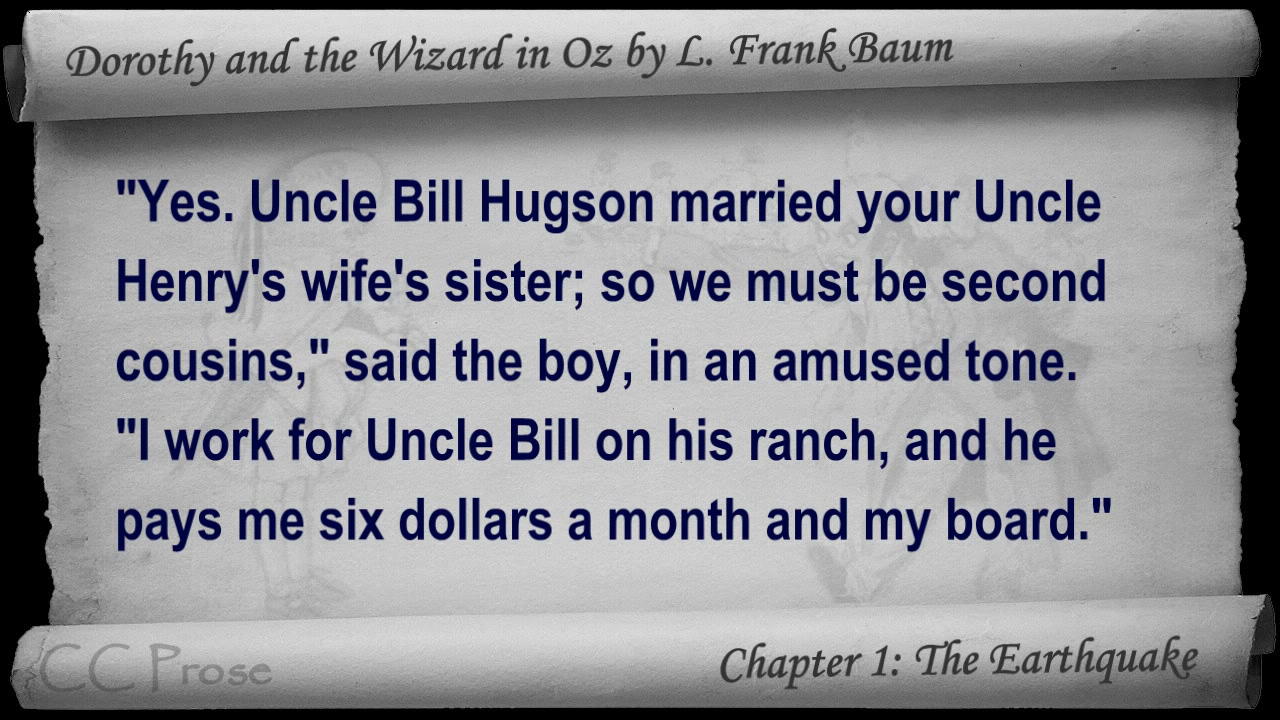 Dorothy and the Wizard in Oz by L. Frank Baum
"Yes. Uncle Bill Hugson married your Uncle
Henry's wife's sister; so we must be second
cousins," said the boy, in an amused tone.
"I work for Uncle Bill on his ranch, and he
pays me six dollars a month and my board."
CC Prose
Chapter 1: The Earthquake